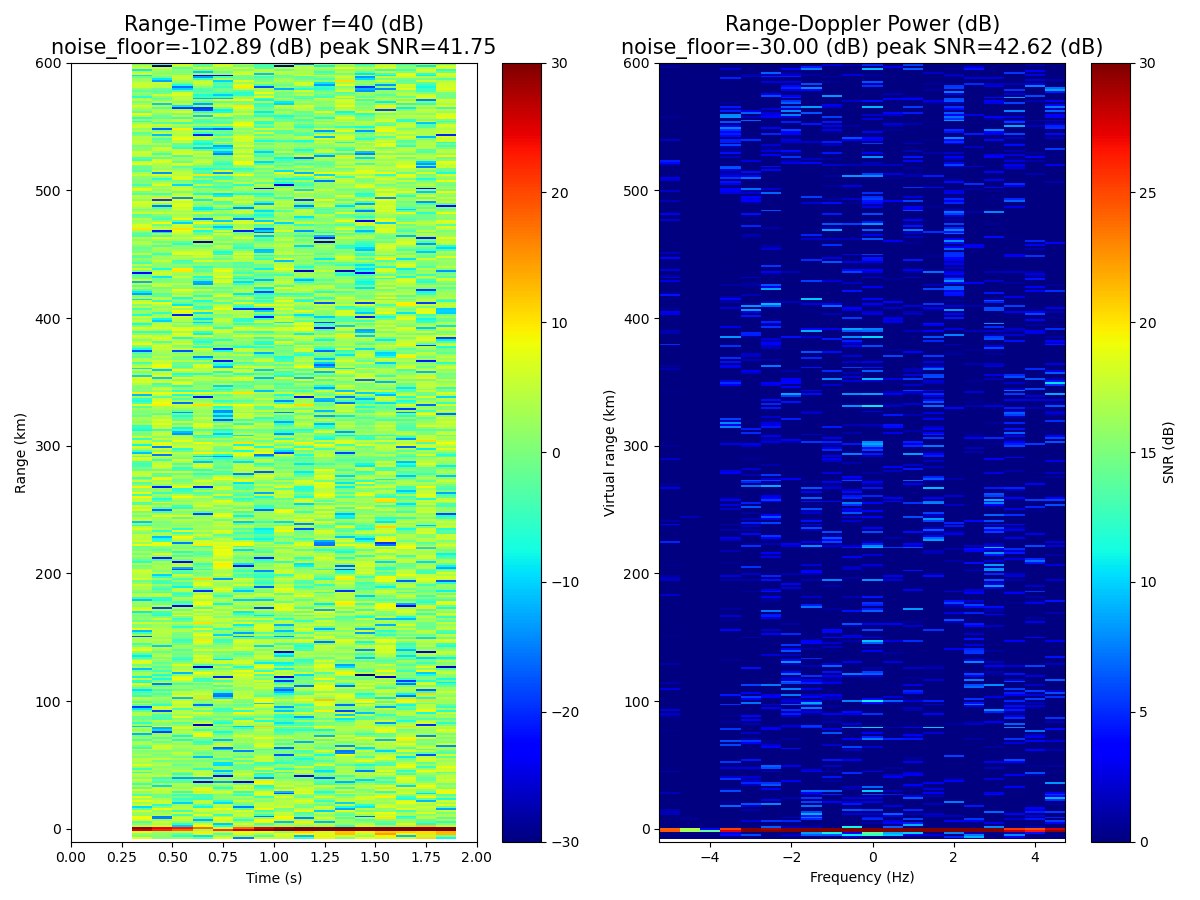 Range-Time Power f=40 (dB)
noise_floor=-102.89 (dB) peak SNR=41.75
Range (km)
600
500
400
300
200
100
0
0.00 0.25 0.50 0.75 1.00 1.25 1.50 1.75 2.00
Time (s)
30
20
10
0
−10
−20
−30
Range-Doppler Power (dB)
noise_floor=-30.00 (dB) peak SNR=42.62 (dB)
Virtual range (km)
600
500
400
300
200
100
0
−4 −2 0 2 4
Frequency (Hz)
30
25
20
15
10
5
0
SNR (dB)